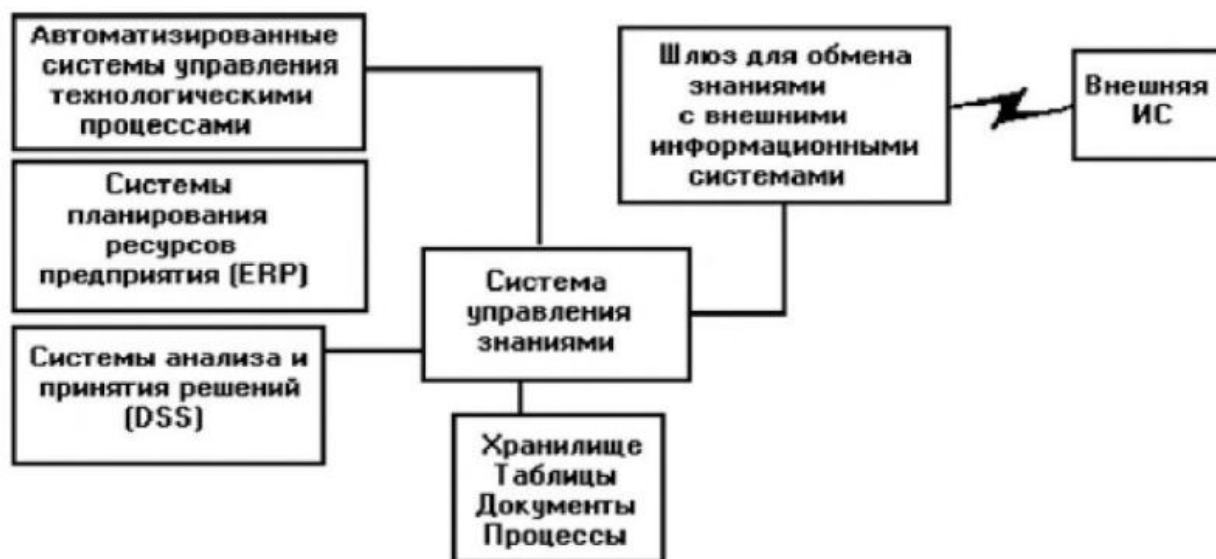 Автоматизированные
системы управления
технологическими
процессами
Системы
планирования
ресурсов
предприятия (ERP)
Системы анализа и
принятия решений
(DSS)
Система
управления
знаниями
Хранилище
Таблицы
Документы
Процессы
Шлюз для обмена
знаниями
с внешними
информационными
системами
Внешняя
ИС